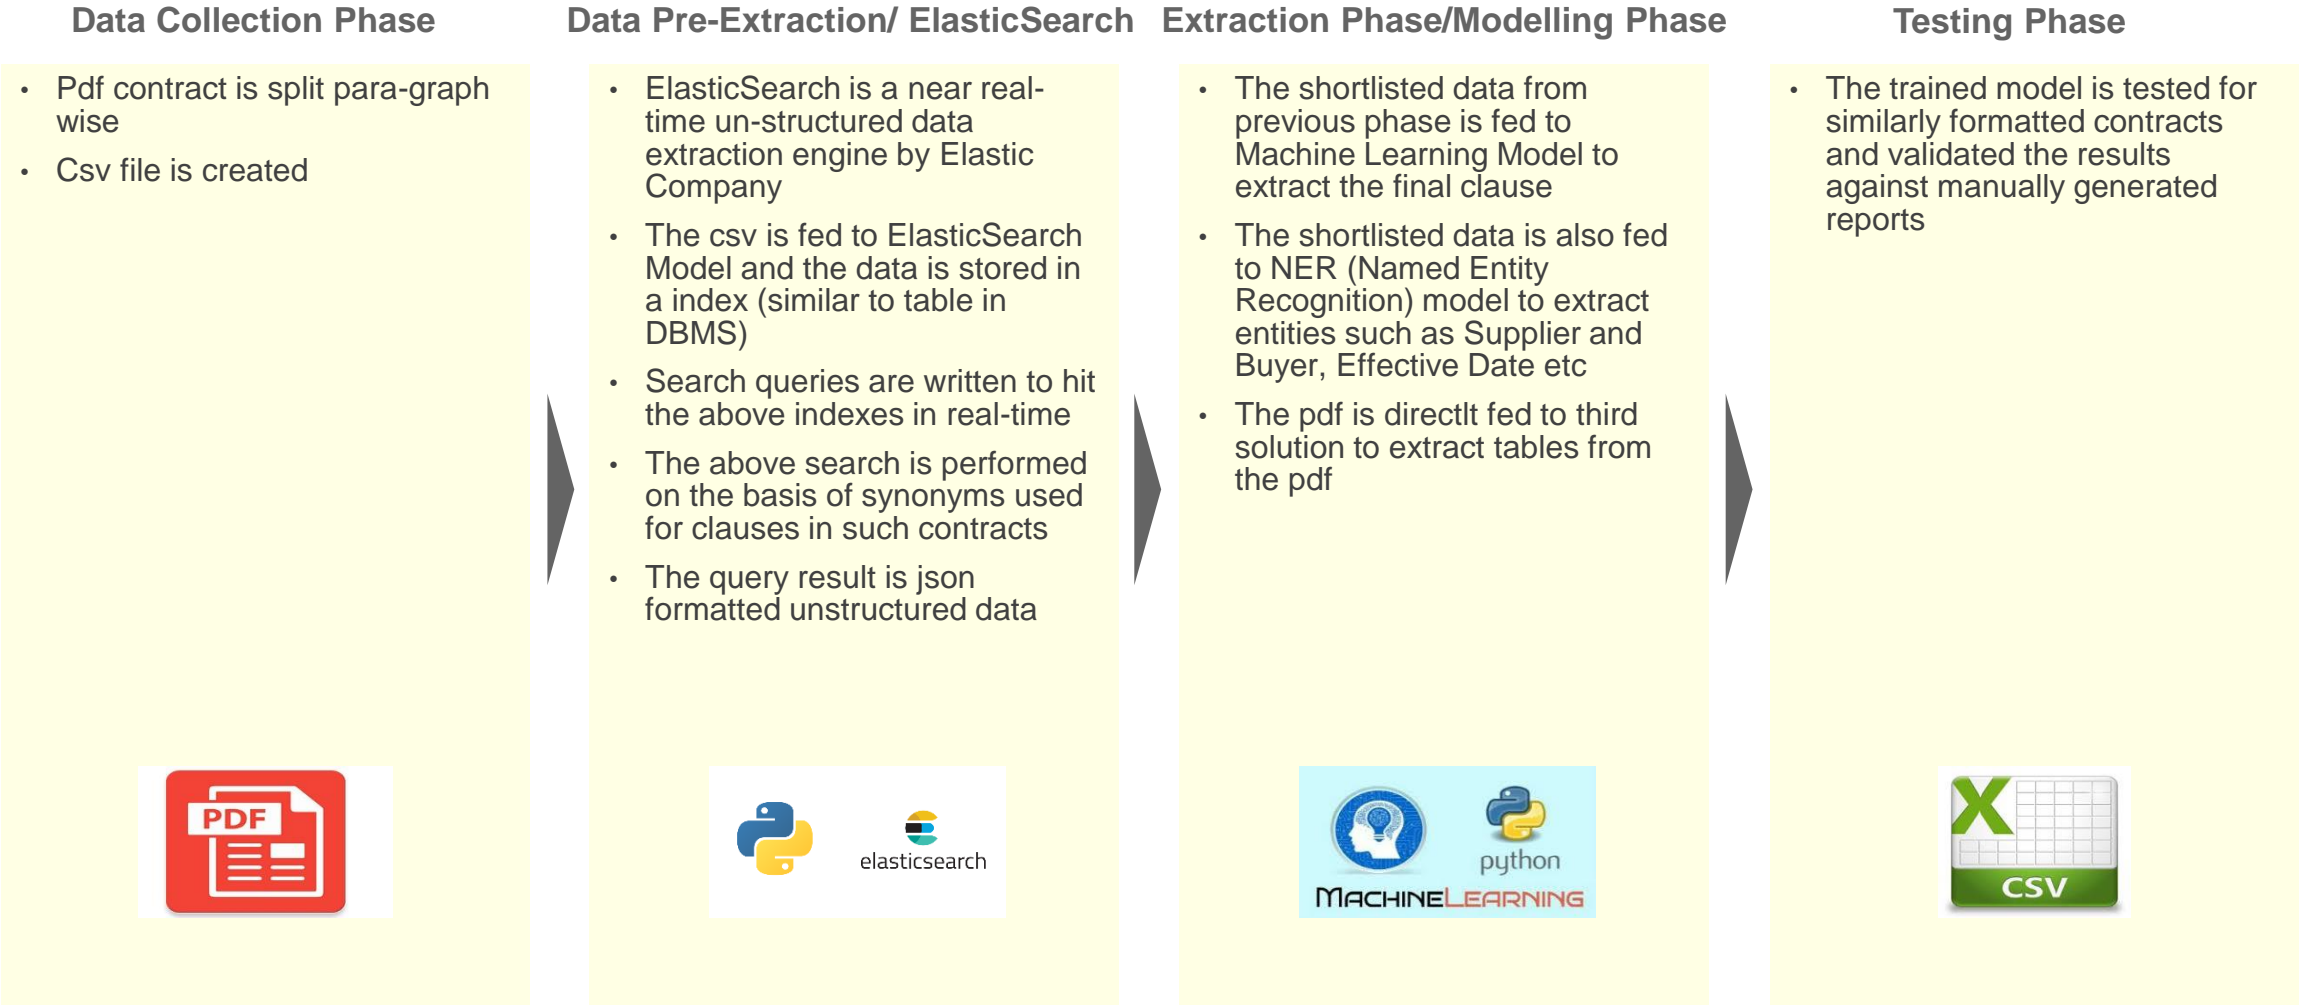 Data Collection Phase
• Pdf contract is split para-graph
wise
• Csv file is created
PDF
Data Pre-Extraction/ ElasticSearch
• ElasticSearch is a near real-
time un-structured data
extraction engine by Elastic
Company
• The csv is fed to ElasticSearch
Model and the data is stored in
a index (similar to table in
DBMS)
• Search queries are written to hit
the above indexes in real-time
• The above search is performed
on the basis of synonyms used
for clauses in such contracts
• The query result is json
formatted unstructured data
elasticsearch
Extraction Phase/Modelling Phase
• The shortlisted data from
previous phase is fed to
Machine Learning Model to
extract the final clause
• The shortlisted data is also fed
to NER (Named Entity
Recognition) model to extract
entities such as Supplier and
Buyer, Effective Date etc
• The pdf is directlt fed to third
solution to extract tables from
the pdf
python
MACHINELEARNING
Testing Phase
• The trained model is tested for
similarly formatted contracts
and validated the results
against manually generated
reports
X
CSV